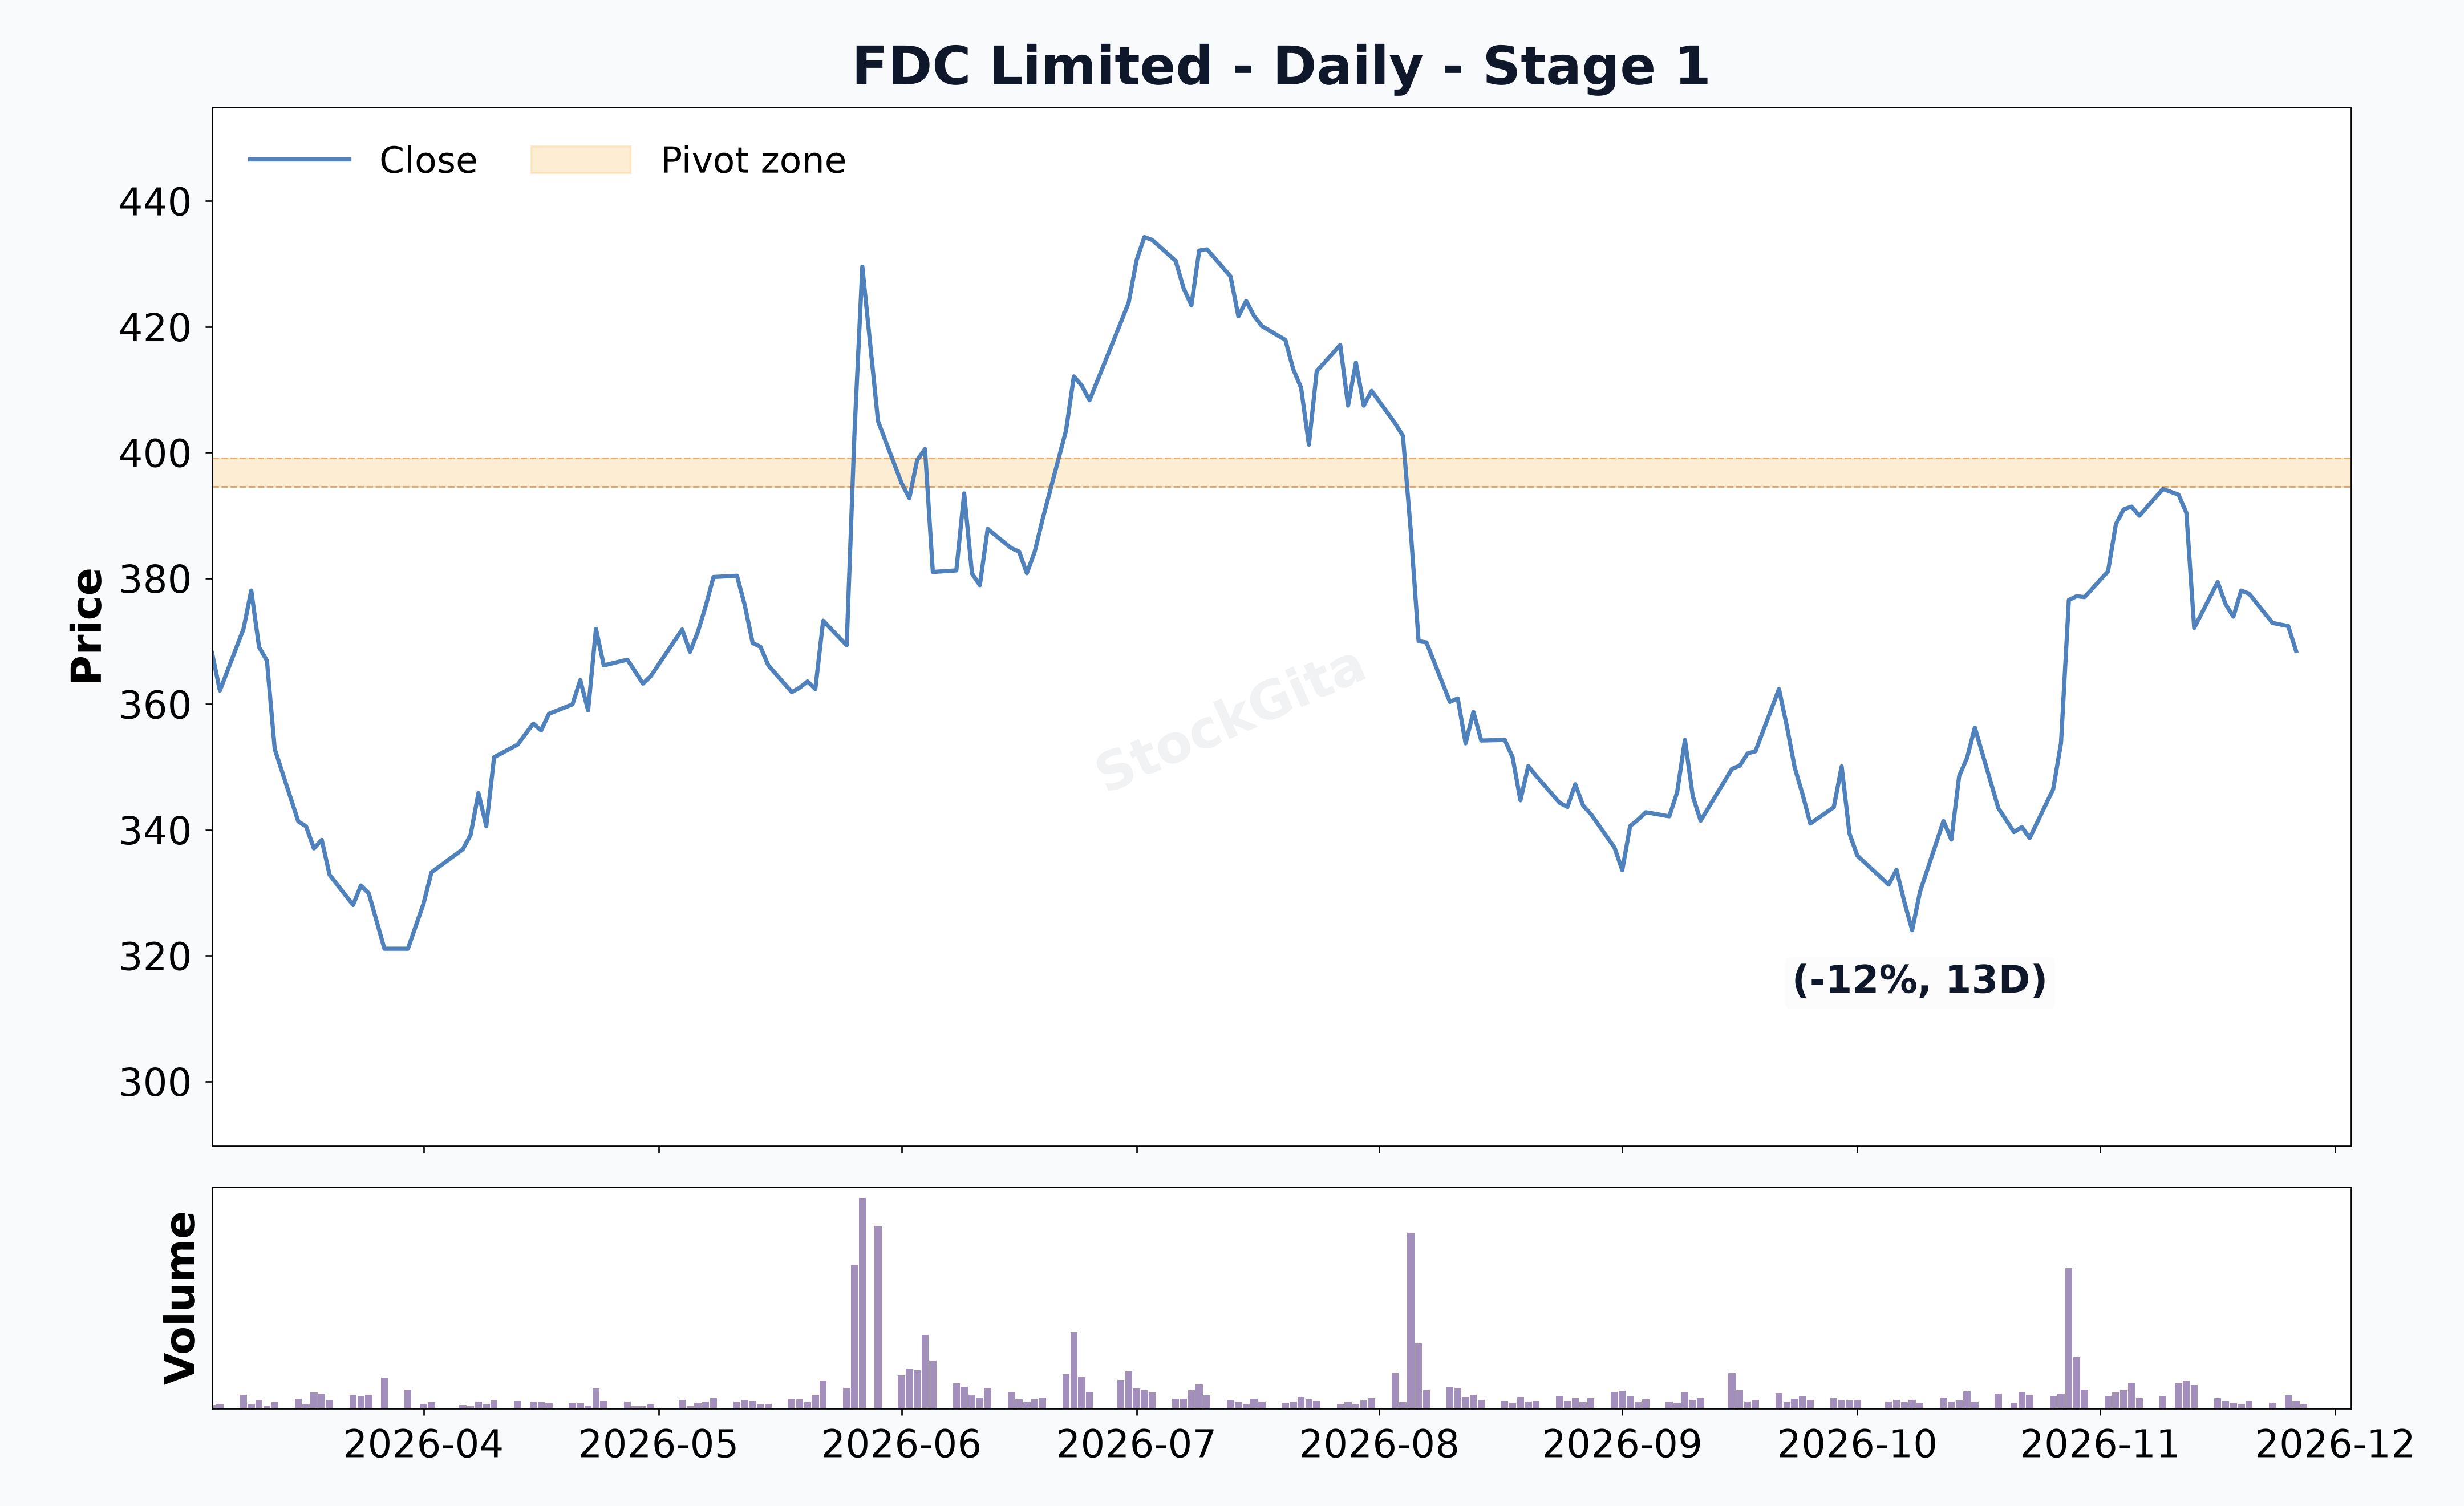 FDC Limited - Daily - Stage 1
Close
Pivot zone
440
420
400
380
360
340
320
300
Price
StockGita
(-12%, 13D)
Volume
2026-04
2026-05
2026-06
2026-07
2026-08
2026-09
2026-10
2026-11
2026-12